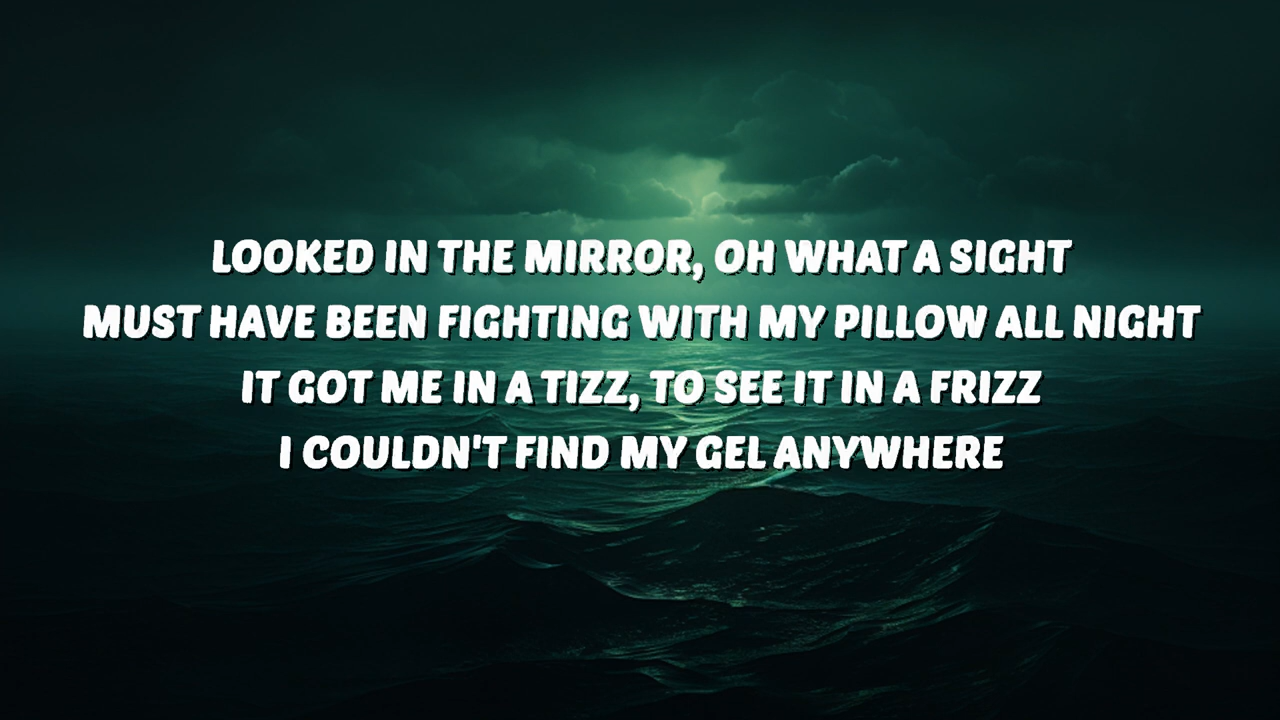 LOOKED IN THE MIRROR, OH WHAT A SIGHT
MUST HAVE BEEN FIGHTING WITH MY PILLOW ALL NIGHT
IT GOT ME IN A TIZZ, TO SEE IT IN A FRIZZ
I COULDN'T FIND MY GEL ANYWHERE